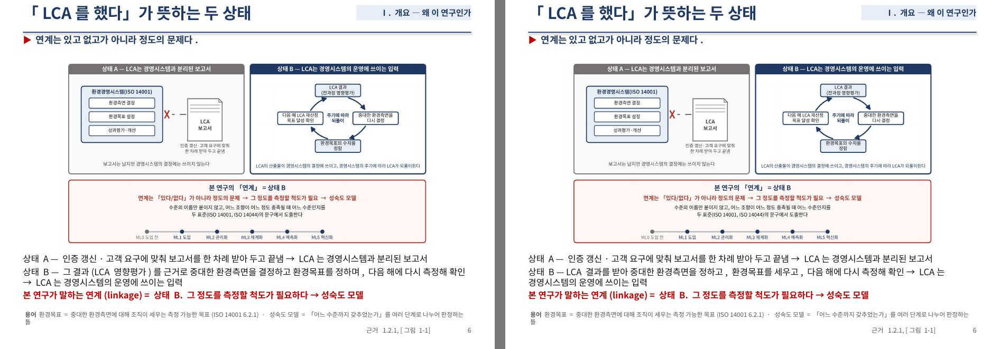 「 LCA 를 했다」가 뜻하는 두 상태
Ⅰ. 개요 — 왜 이 연구인가
▶ 연계는 있고 없고가 아니라 정도의 문제다 .
상태 A — LCA는 경영시스템과 분리된 보고서
환경경영시스템(ISO 14001)
환경측면 결정
환경목표 설정
성과평가·개선
X
LCA
보고서
인증 갱신·고객 요구에 맞춰
한 차례 받아 두고 끝냄
보고서는 남지만 경영시스템의 결정에는 쓰이지 않는다
상태 B — LCA는 경영시스템의 운영에 쓰이는 입력
LCA 결과
(전과정 영향평가)
다음 해 LCA 재산정
목표 달성 확인
주기에 따라
되풀이
중대한 환경측면을
다시 결정
환경목표의 수치를
정함
LCA의 산출물이 경영시스템의 결정에 쓰이고, 경영시스템의 주기에 따라 LCA가 되풀이된다
본 연구의 「연계」 = 상태 B
연계는 「있다/없다」가 아니라 정도의 문제 → 그 정도를 측정할 척도가 필요 → 성숙도 모델
수준의 이름만 붙이지 않고, 어느 조항이 어느 정도 충족될 때 어느 수준인지를
두 표준(ISO 14001, ISO 14044)의 문구에서 도출한다
ML0 도입 전 ML1 도입 ML2 관리화 ML3 체계화 ML4 예측화 ML5 혁신화
상태 A — 인증 갱신 · 고객 요구에 맞춰 보고서를 한 차례 받아 두고 끝냄 → LCA 는 경영시스템과 분리된 보고서
상태 B — 그 결과 (LCA 영향평가 ) 를 근거로 중대한 환경측면을 결정하고 환경목표를 정하며 , 다음 해에 다시 측정해 확인
→ LCA 는 경영시스템의 운영에 쓰이는 입력
본 연구가 말하는 연계 (linkage) = 상태 B. 그 정도를 측정할 척도가 필요하다 → 성숙도 모델
용어 환경목표 = 중대한 환경측면에 대해 조직이 세우는 측정 가능한 목표 (ISO 14001 6.2.1) · 성숙도 모델 = 「어느 수준까지 갖추었는가」를 여러 단계로 나누어 판정하는
틀
근거 1.2.1, [ 그림 1-1] 6
「 LCA 를 했다」가 뜻하는 두 상태
Ⅰ. 개요 — 왜 이 연구인가
▶ 연계는 있고 없고가 아니라 정도의 문제다 .
상태 A — LCA는 경영시스템과 분리된 보고서
환경경영시스템(ISO 14001)
환경측면 결정
환경목표 설정
성과평가·개선
X
LCA
보고서
인증 갱신·고객 요구에 맞춰
한 차례 받아 두고 끝냄
보고서는 남지만 경영시스템의 결정에는 쓰이지 않는다
상태 B — LCA는 경영시스템의 운영에 쓰이는 입력
LCA 결과
(전과정 영향평가)
다음 해 LCA 재산정
목표 달성 확인
주기에 따라
되풀이
중대한 환경측면을
다시 결정
환경목표의 수치를
정함
LCA의 산출물이 경영시스템의 결정에 쓰이고, 경영시스템의 주기에 따라 LCA가 되풀이된다
본 연구의 「연계」 = 상태 B
연계는 「있다/없다」가 아니라 정도의 문제 → 그 정도를 측정할 척도가 필요 → 성숙도 모델
수준의 이름만 붙이지 않고, 어느 조항이 어느 정도 충족될 때 어느 수준인지를
두 표준(ISO 14001, ISO 14044)의 문구에서 도출한다
ML0 도입 전 ML1 도입 ML2 관리화 ML3 체계화 ML4 예측화 ML5 혁신화
상태 A — 인증 갱신 · 고객 요구에 맞춰 보고서를 한 차례 받아 두고 끝냄 → LCA 는 경영시스템과 분리된 보고서
상태 B — LCA 결과를 받아 중대한 환경측면을 정하고 , 환경목표를 세우고 , 다음 해에 다시 측정해 확인 → LCA 는
경영시스템의 운영에 쓰이는 입력
본 연구가 말하는 연계 (linkage) = 상태 B. 그 정도를 측정할 척도가 필요하다 → 성숙도 모델
용어 환경목표 = 중대한 환경측면에 대해 조직이 세우는 측정 가능한 목표 (ISO 14001 6.2.1) · 성숙도 모델 = 「어느 수준까지 갖추었는가」를 여러 단계로 나누어 판정하는
틀
근거 1.2.1, [ 그림 1-1] 6